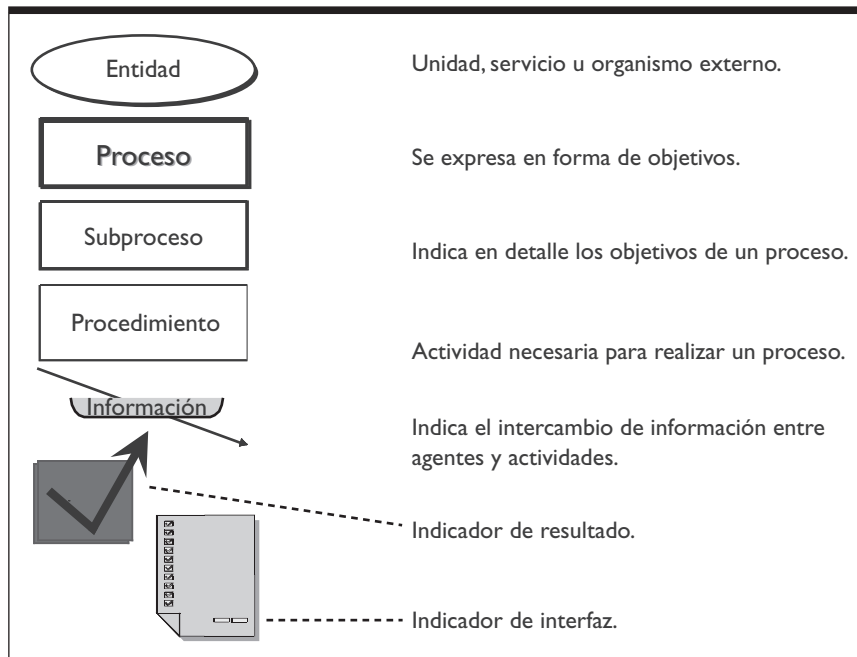 Entidad
Unidad, servicio u organismo externo.
Proceso
Se expresa en forma de objetivos.
Subproceso
Indica en detalle los objetivos de un proceso.
Procedimiento
Actividad necesaria para realizar un proceso.
Información
Indica el intercambio de información entre
agentes y actividades.
Indicador de resultado.
Indicador de interfaz.